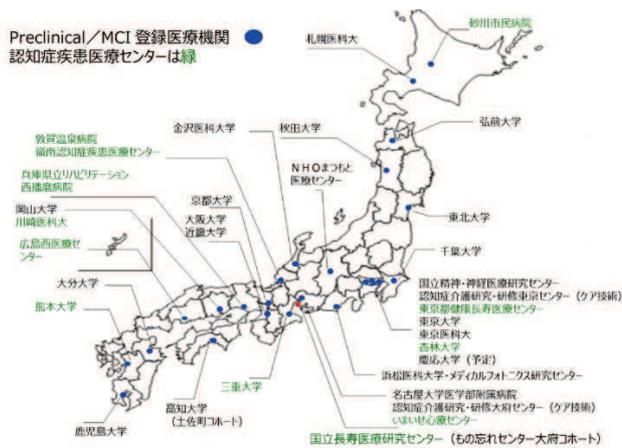 Preclinical/MCI 登録医療機関
認知症疾患医療センターは緑
砂川市民病院
札幌医科大
金沢医科大学
秋田大学
弘前大学
敦賀温泉病院
嶺南認知症疾患医療センター
NHOまつもと
医療センター
兵庫県立リハビリテーション
西播磨病院
京都大学
大阪大学
近畿大学
東北大学
岡山大学
川崎医科大
広島西医療セ
ンター
千葉大学
大分大学
熊本大学
国立精神・神経医療研究センター
認知症介護研究・研修東京センター (ケア技術)
東京都健康長寿医療センター
東京大学
東京医科大
杏林大学
慶応大学 (予定)
浜松医科大学・メディカルフォトニクス研究センター
三重大学
高知大学
(土佐町コホート)
名古屋大学医学部附属病院
認知症介護研究・研修大府センター (ケア技術)
いまいせ心療センター
鹿児島大学
国立長寿医療研究センター (もの忘れセンター大府コホート)